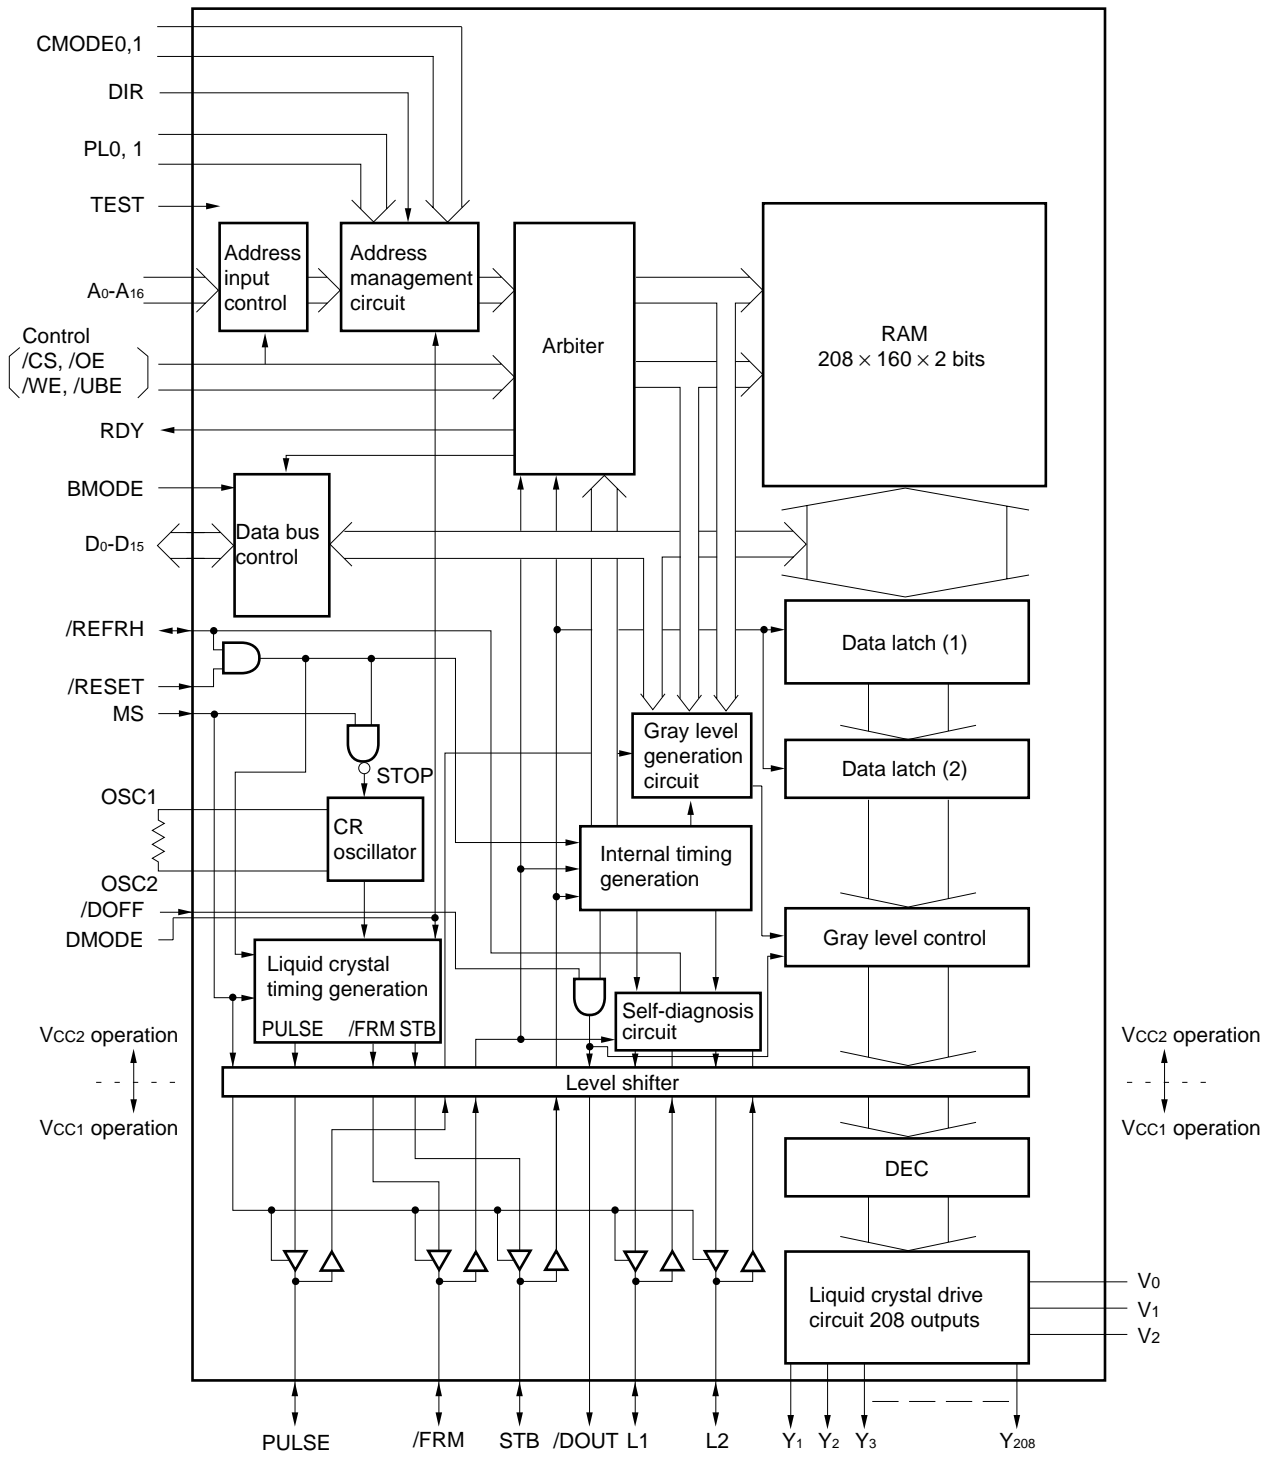 CMODE0,1
DIR
PL0, 1
TEST
A0-A16
Control
/CS, /OE
/WE, /UBE
RDY
BMODE
D0-D15
/REFRH
/RESET
MS
OSC1
OSC2
/DOFF
DMODE
Address
input
control
Address
management
circuit
Arbiter
RAM
208 × 160 × 2 bits
Data bus
control
Data latch (1)
Gray level
generation
circuit
Data latch (2)
STOP
CR
oscillator
Internal timing
generation
Gray level control
Liquid crystal
timing generation
PULSE /FRM STB
Self-diagnosis
circuit
VCC2 operation
VCC1 operation
Level shifter
VCC2 operation
VCC1 operation
DEC
Liquid crystal drive
circuit 208 outputs
V0
V1
V2
PULSE /FRM STB /DOUT L1 L2 Y1 Y2 Y3 Y208